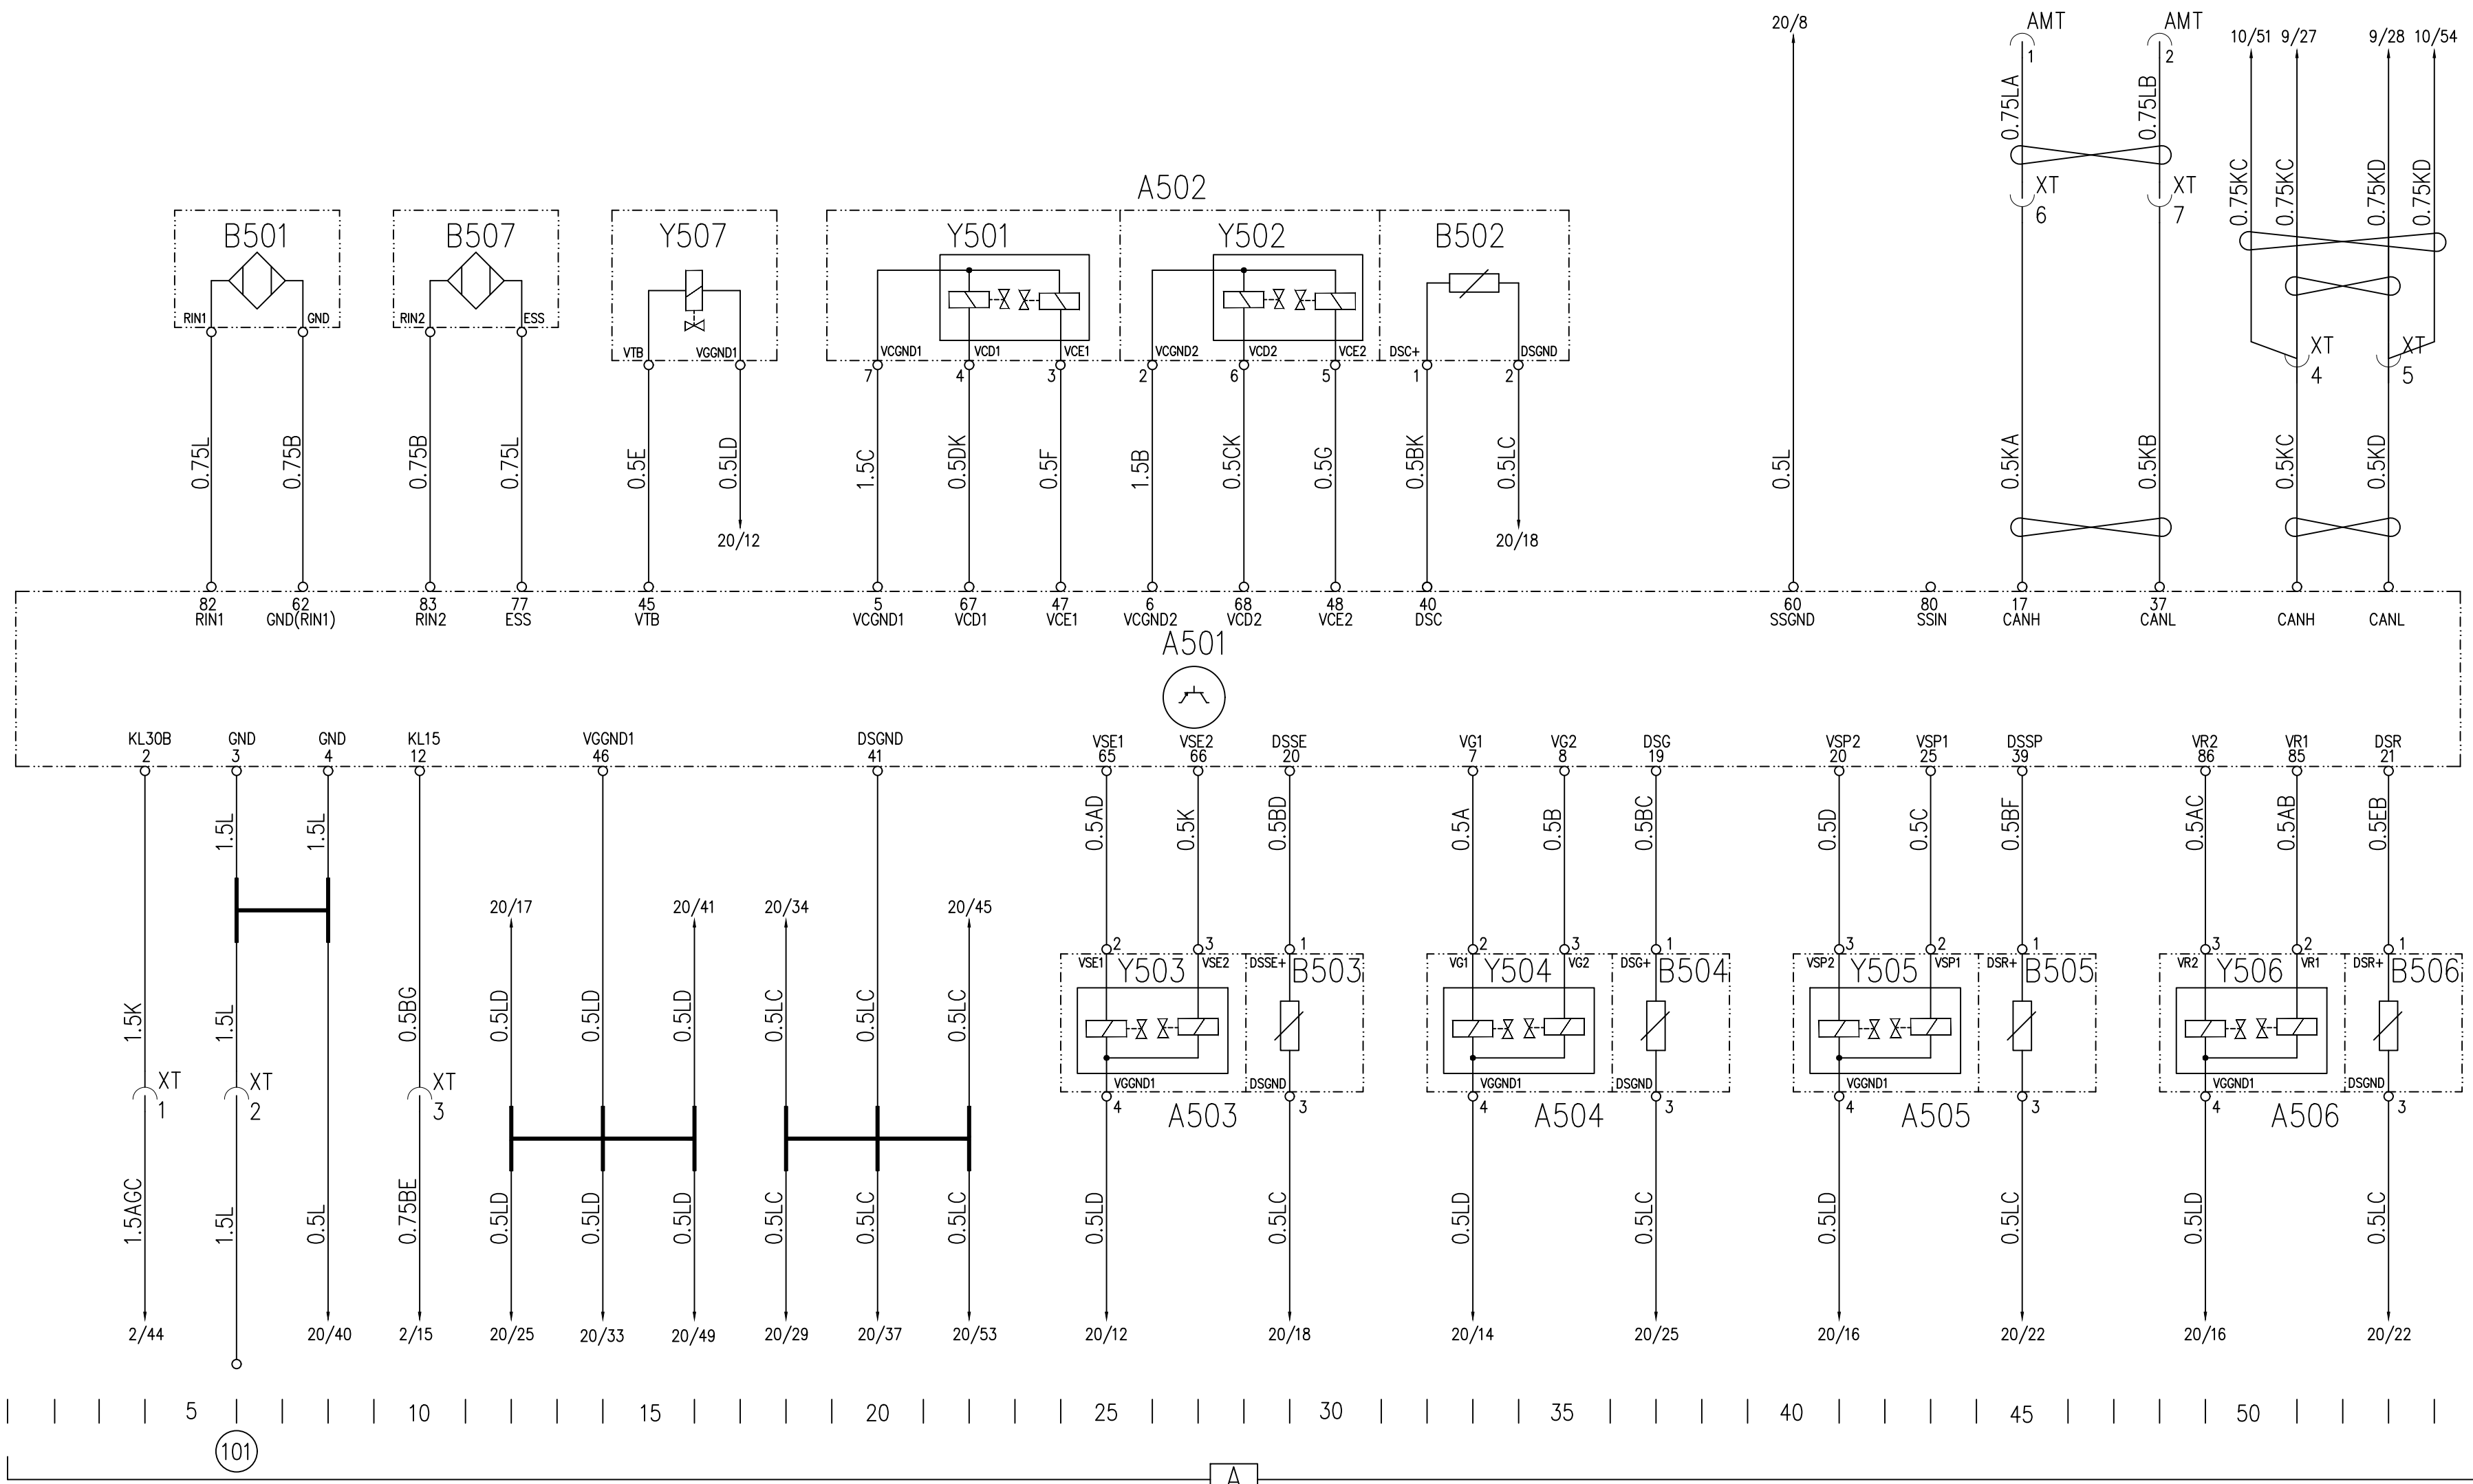 20/8 AMT AMT
10/51 9/27 9/28 10/54
1 2
0.75LA 0.75LB
0.75KC 0.75KC 0.75KD 0.75KD
A502
XT XT
6 7
B501 B507 Y507 Y501 Y502 B502
RIN1 GND RIN2 ESS
VTB VGGND1 VCGND1 VCD1 VCE1 VCGND2 VCD2 VCE2 DSC+ DSGND
XT XT
7 4 3 2 6 5 1 2 4 5
0.75L 0.75B 0.75B 0.75L 0.5E 0.5LD 1.5C 0.5DK 0.5F 1.5B 0.5CK 0.5G 0.5BK 0.5LC 0.5L 0.5KA 0.5KB 0.5KC 0.5KD
20/12 20/18
82 62 83 77 45 5 67 47 6 68 48 40 60 80 17 37
RIN1 GND(RIN1) RIN2 ESS VTB VCGND1 VCD1 VCE1 VCGND2 VCD2 VCE2 DSC SSGND SSIN CANH CANL CANH CANL
A501
KL30B GND GND KL15 VGGND1 DSGND VSE1 VSE2 DSSE VG1 VG2 DSG VSP2 VSP1 DSSP VR2 VR1 DSR
2 3 4 12 46 41 65 66 20 7 8 19 20 25 39 86 85 21
1.5L 1.5L 0.5AD 0.5K 0.5BD 0.5A 0.5B 0.5BC 0.5D 0.5C 0.5BF 0.5AC 0.5AB 0.5EB
20/17 20/41 20/34 20/45
2 3 1 2 3 1 3 2 1 3 2 1
VSE1 Y503 VSE2 DSSE+ B503 VG1 Y504 VG2 DSG+ B504 VSP2 Y505 VSP1 DSR+ B505 VR2 Y506 VR1 DSR+ B506
1.5K 1.5L 0.5BG 0.5LD 0.5LD 0.5LD 0.5LC 0.5LC 0.5LC
XT XT XT
VGGND1 DSGND VGGND1 DSGND VGGND1 VGGND1 DSGND
1 2 3
4 A503 3 4 A504 3 4 A505 3 4 A506 3
1.5AGC 1.5L 0.5L 0.75BE 0.5LD 0.5LD 0.5LD 0.5LC 0.5LC 0.5LC 0.5LD 0.5LC 0.5LD 0.5LC 0.5LD 0.5LC 0.5LD 0.5LC
2/44 20/40 2/15 20/25 20/33 20/49 20/29 20/37 20/53 20/12 20/18 20/14 20/25 20/16 20/22 20/16 20/22
5 10 15 20 25 30 35 40 45 50
101
A